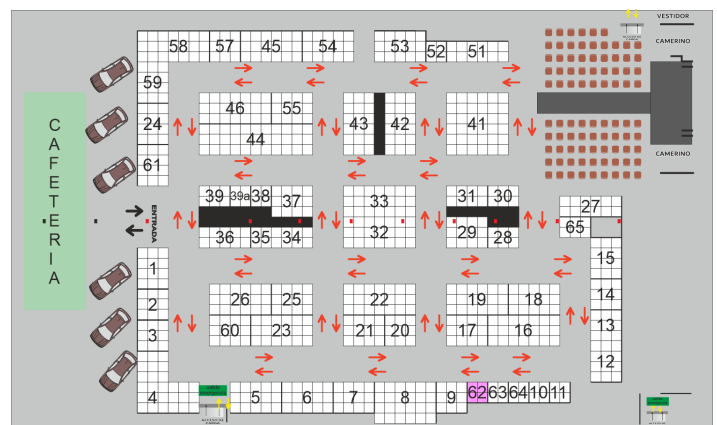 VESTIDOR
58 57 45 54 53 52 51
CAMERINO
59
46 55 43 42 41
24
44
61
CAFETERIA
CAMERINO
39 39a 38 37 33 31 30
27
ENTRADA
65
36 35 34 32 29 28
1
15
26 25 22 19 18
14
2
60 23 21 20 17 16
13
3
12
4 5 6 7 8 9 62 63 64 10 11